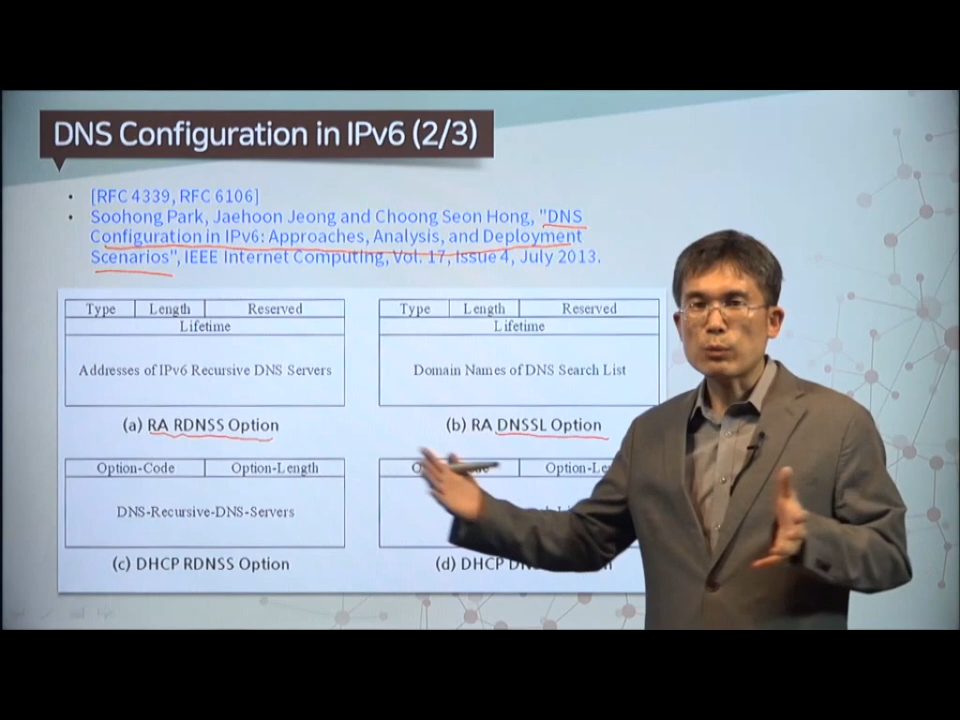 DNS Configuration in IPv6 (2/3)
• [RFC 4339, RFC 6106]
• Soohong Park, Jaehoon Jeong and Choong Seon Hong, "DNS
Configuration in IPv6: Approaches, Analysis, and Deployment
Scenarios", IEEE Internet Computing, Vol. 17, Issue 4, July 2013.
Type Length Reserved
Lifetime
Addresses of IPv6 Recursive DNS Servers
(a) RA RDNSS Option
Type Length Reserved
Lifetime
Domain Names of DNS Search List
(b) RA DNSSL Option
Option-Code Option-Length
DNS-Recursive-DNS-Servers
(c) DHCP RDNSS Option
(d) DHCP